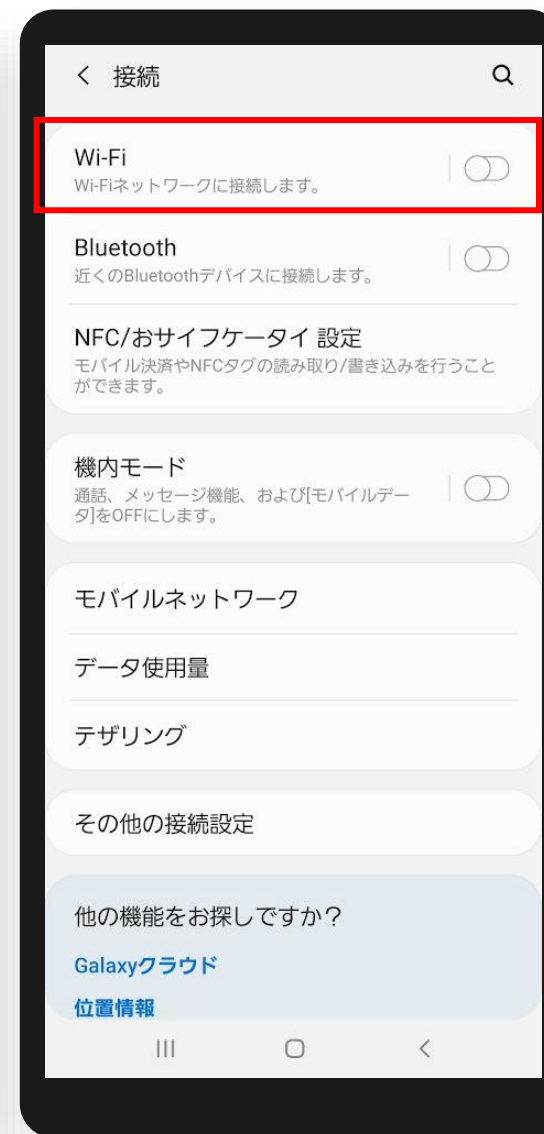 接続
Wi-Fi
Wi-Fiネットワークに接続します。
Bluetooth
近くのBluetoothデバイスに接続します。
NFC/おサイフケータイ 設定
モバイル決済やNFCタグの読み取り/書き込みを行うこと
ができます。
機内モード
通話、メッセージ機能、および[モバイルデー
タ]をOFFにします。
モバイルネットワーク
データ使用量
テザリング
その他の接続設定
他の機能をお探しですか？
Galaxyクラウド
位置情報